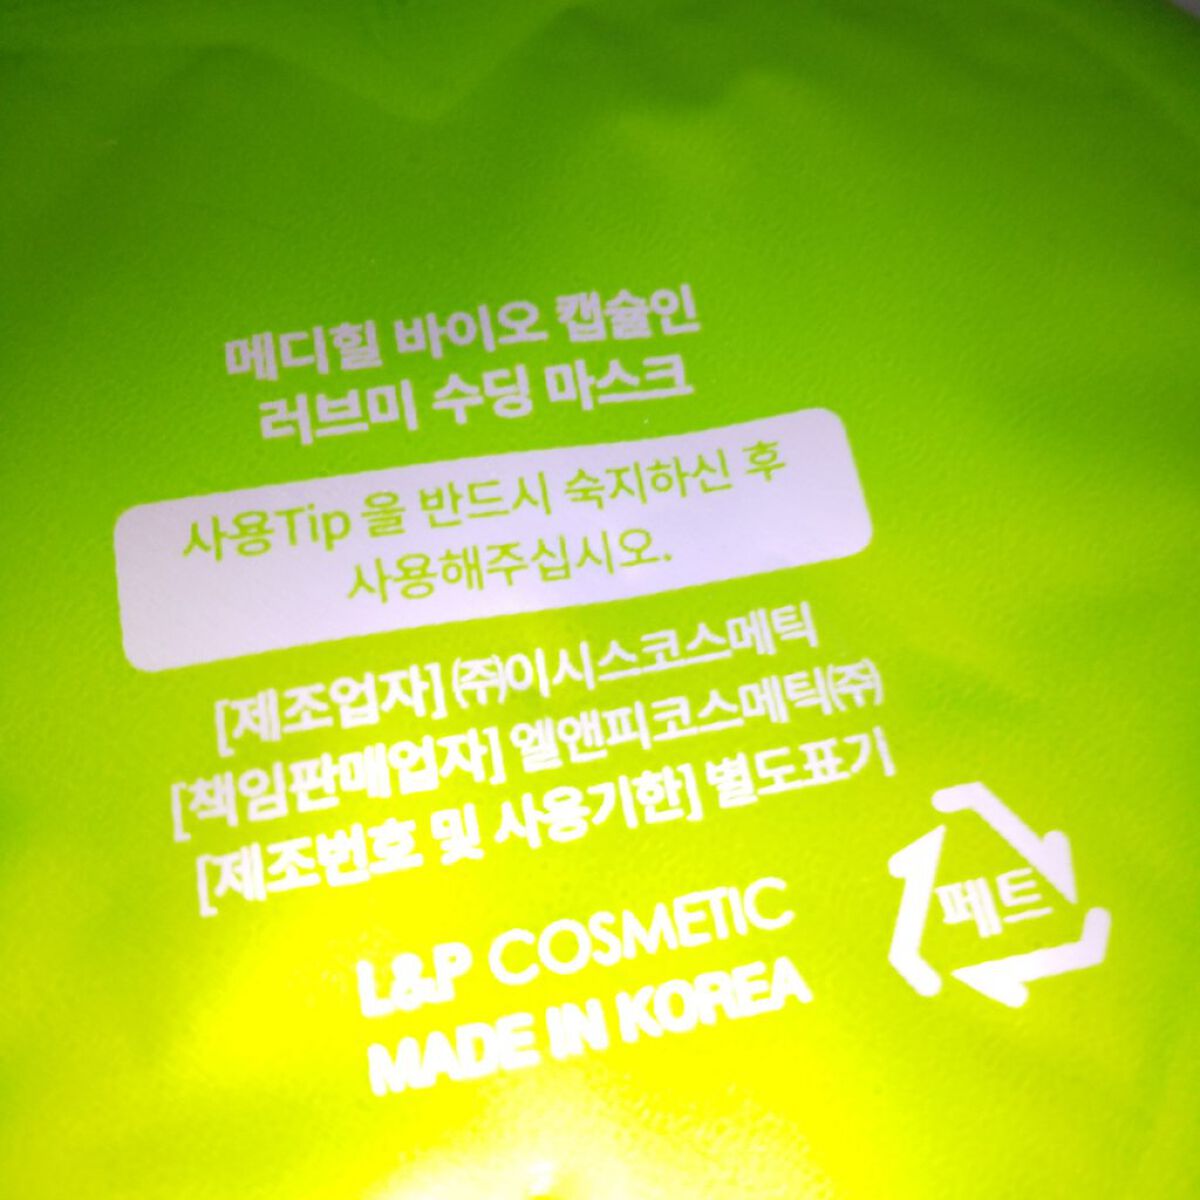 메디힐 바이오 캡슐인
러브미 수딩 마스크
사용Tip 을 반드시 숙지하신 후
사용해주십시오.
[제조업자] ㈜이시스코스메틱
[책임판매업자] 엘앤피코스메틱㈜
[제조번호 및 사용기한] 별도표기
페트
L&P COSMETIC
MADE IN KOREA